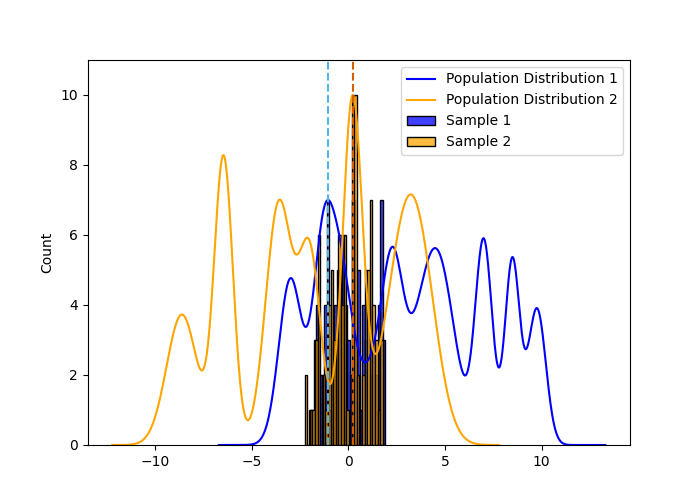 Count
10
8
6
4
2
0
−10
−5
0
5
10
Population Distribution 1
Population Distribution 2
Sample 1
Sample 2